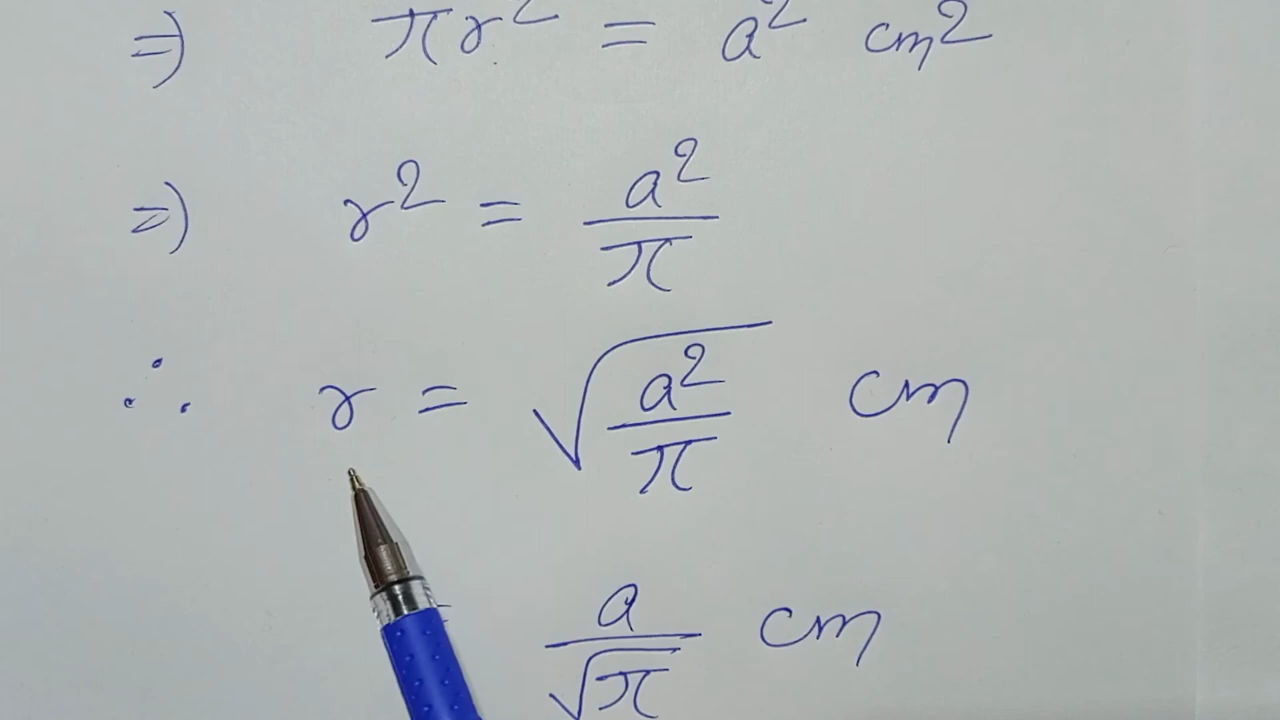 ⇒) πr² = a² cm²
⇒) r² = a²/π
∴ r = √(a²/π) cm
= a/√π cm